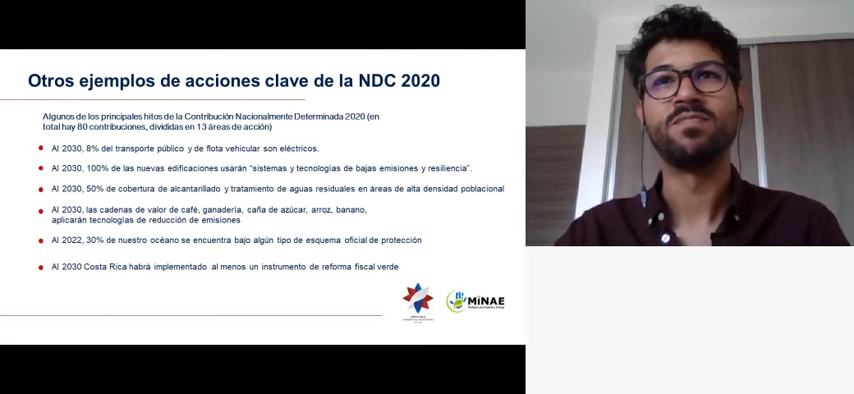 Otros ejemplos de acciones clave de la NDC 2020
Algunos de los principales hitos de la Contribución Nacionalmente Determinada 2020 (en
total hay 80 contribuciones, divididas en 13 áreas de acción)
Al 2030, 8% del transporte público y de flota vehicular son eléctricos.
Al 2030, 100% de las nuevas edificaciones usarán “sistemas y tecnologías de bajas emisiones y resiliencia”.
Al 2030, 50% de cobertura de alcantarillado y tratamiento de aguas residuales en áreas de alta densidad poblacional
Al 2030, las cadenas de valor de café, ganadería, caña de azúcar, arroz, banano,
aplicarán tecnologías de reducción de emisiones
Al 2022, 30% de nuestro océano se encuentra bajo algún tipo de esquema oficial de protección
Al 2030 Costa Rica habrá implementado al menos un instrumento de reforma fiscal verde
MINAE